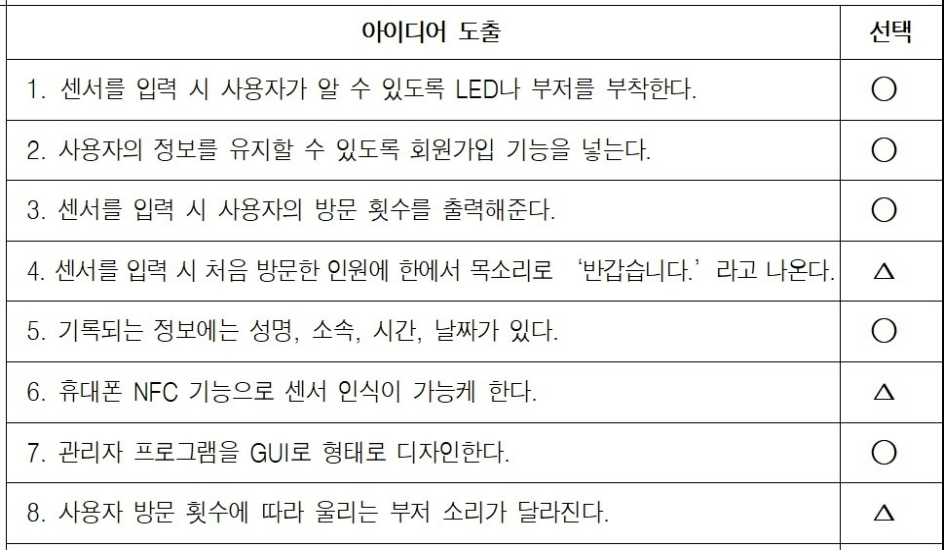 아이디어 도출 선택
1. 센서를 입력 시 사용자가 알 수 있도록 LED나 부저를 부착한다. ○
2. 사용자의 정보를 유지할 수 있도록 회원가입 기능을 넣는다. ○
3. 센서를 입력 시 사용자의 방문 횟수를 출력해준다. ○
4. 센서를 입력 시 처음 방문한 인원에 한에서 목소리로 ‘반갑습니다.’ 라고 나온다. △
5. 기록되는 정보에는 성명, 소속, 시간, 날짜가 있다. ○
6. 휴대폰 NFC 기능으로 센서 인식이 가능케 한다. △
7. 관리자 프로그램을 GUI로 형태로 디자인한다. ○
8. 사용자 방문 횟수에 따라 울리는 부저 소리가 달라진다. △